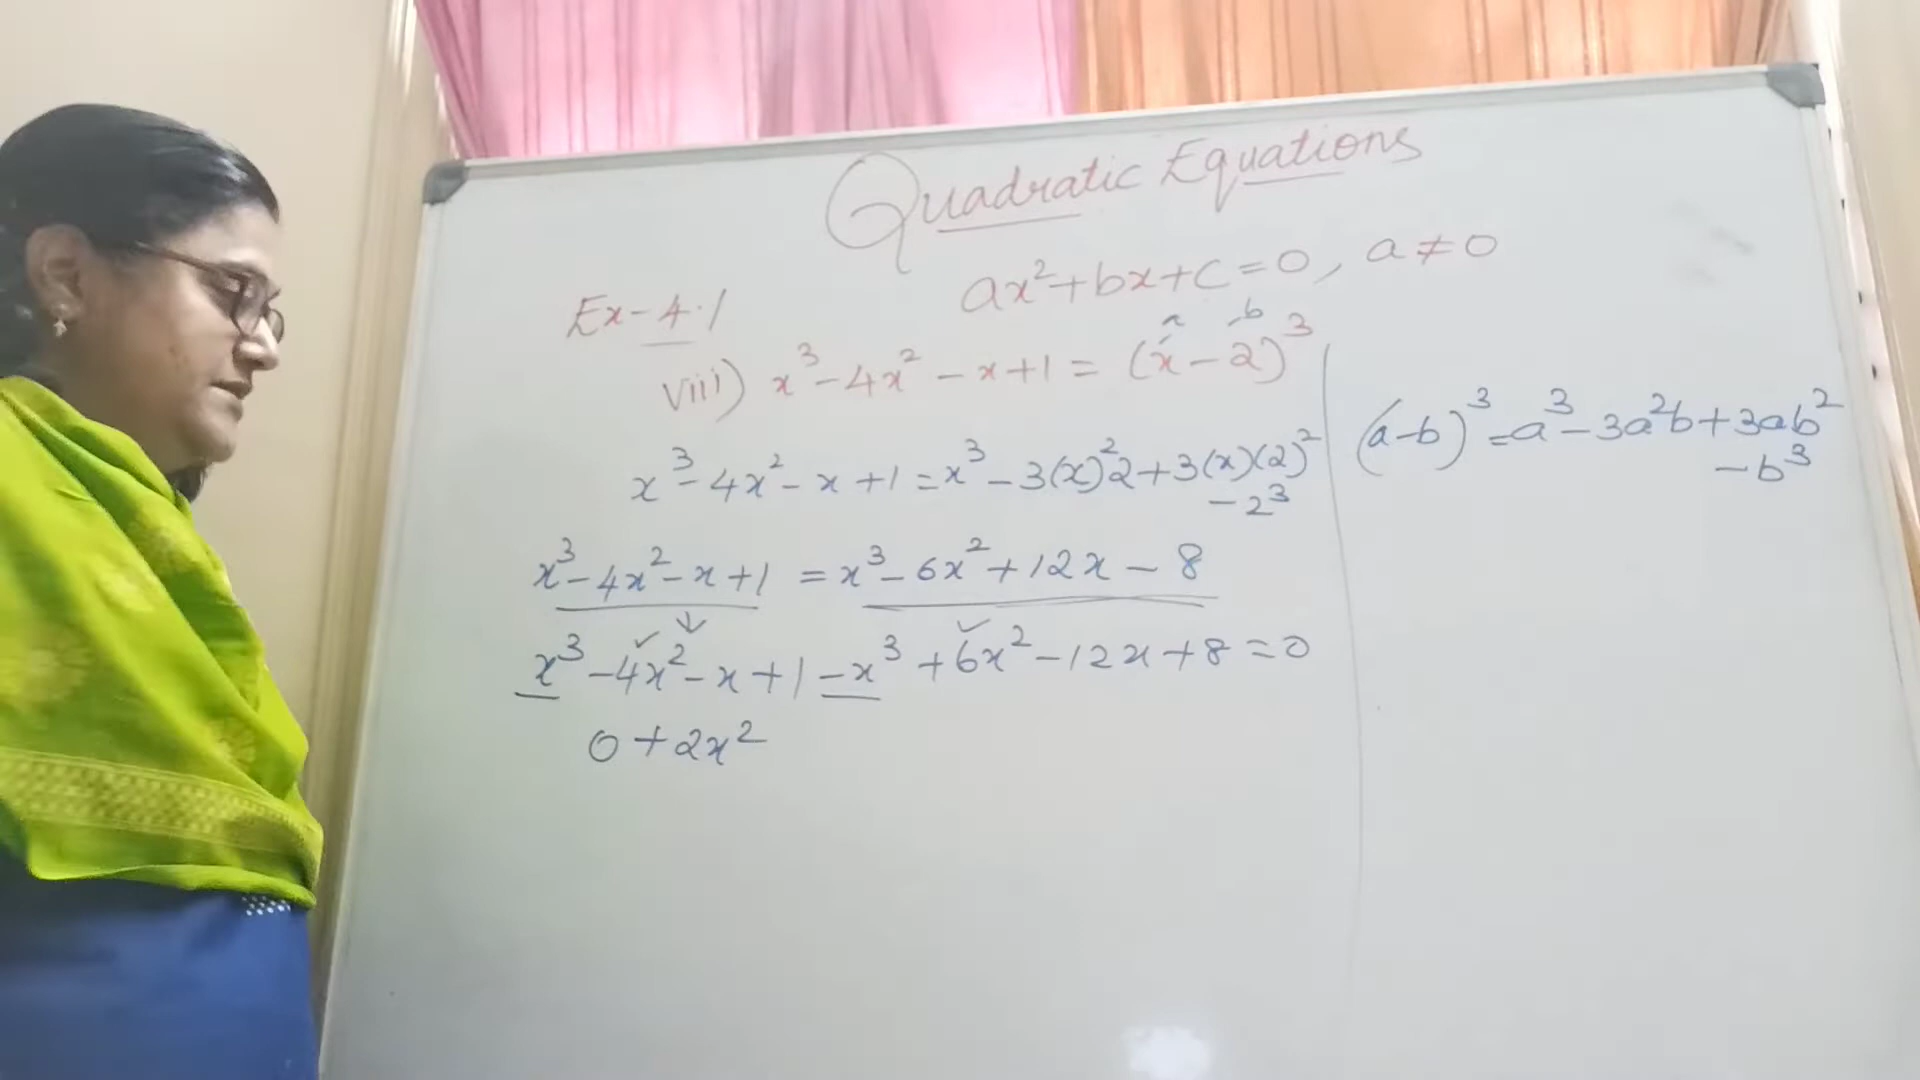 Quadratic Equations
ax²+bx+c=0, a≠0
Ex-4.1
a -b
viii) x³-4x²-x+1=(x-2)³
x³-4x²-x+1=x³-3(x)²2+3(x)(2)²
-2³
x³-4x²-x+1=x³-6x²+12x-8
x³-4x²-x+1-x³+6x²-12x+8=0
0+2x²
(a-b)³=a³-3a²b+3ab²
-b³